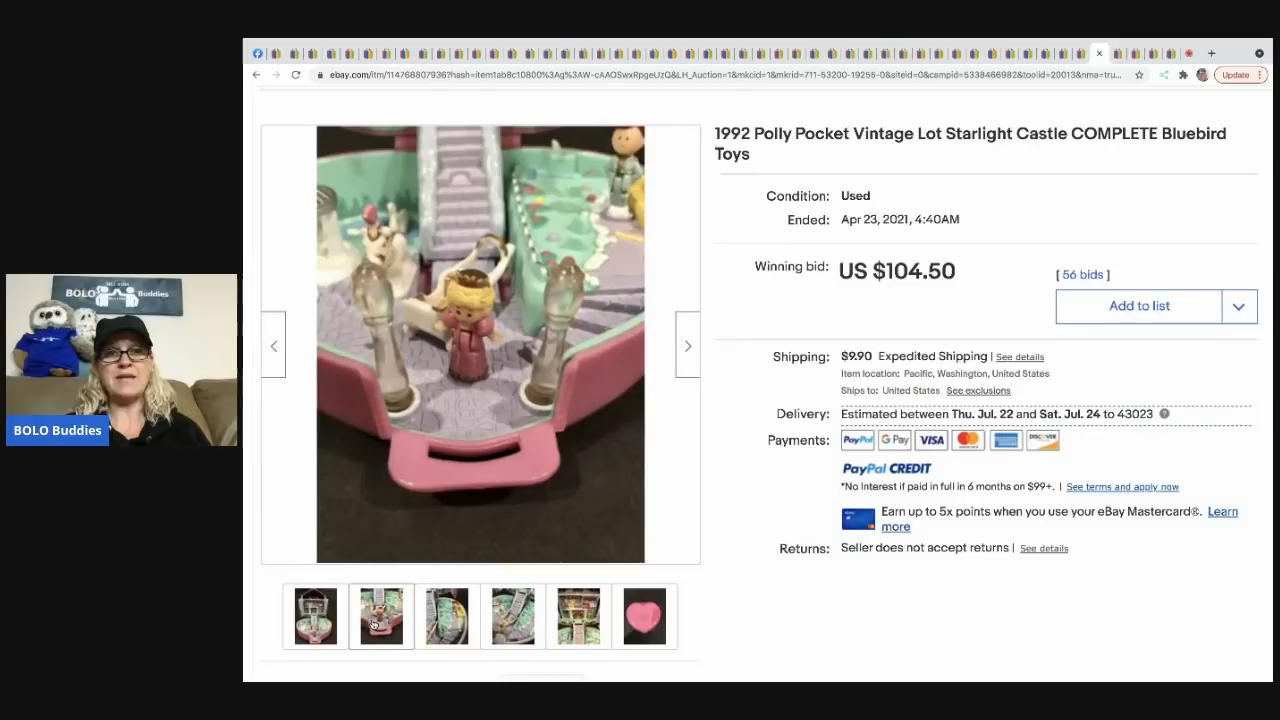 Update
ebay.com/itm/114768807936?hash=item1ab8c10800%3Ag%3AW-cAAOSwxRpgeUzQ&LH_Auction=1&mkcid=1&mkrid=711-53200-19255-0&siteid=0&campid=5338466982&toolid=20013&nma=tru...
1992 Polly Pocket Vintage Lot Starlight Castle COMPLETE Bluebird
Toys
Condition: Used
Ended: Apr 23, 2021, 4:40AM
Winning bid: US $104.50 [ 56 bids ]
Add to list
Shipping: $9.90 Expedited Shipping | See details
Item location: Pacific, Washington, United States
Ships to: United States See exclusions
Delivery: Estimated between Thu. Jul. 22 and Sat. Jul. 24 to 43023
Payments: PayPal G Pay VISA MasterCard DISCOVER
PayPal CREDIT
*No Interest if paid in full in 6 months on $99+. | See terms and apply now
Earn up to 5x points when you use your eBay Mastercard®. Learn
more
Returns: Seller does not accept returns | See details
BOLO Buddies
BOLO Buddies